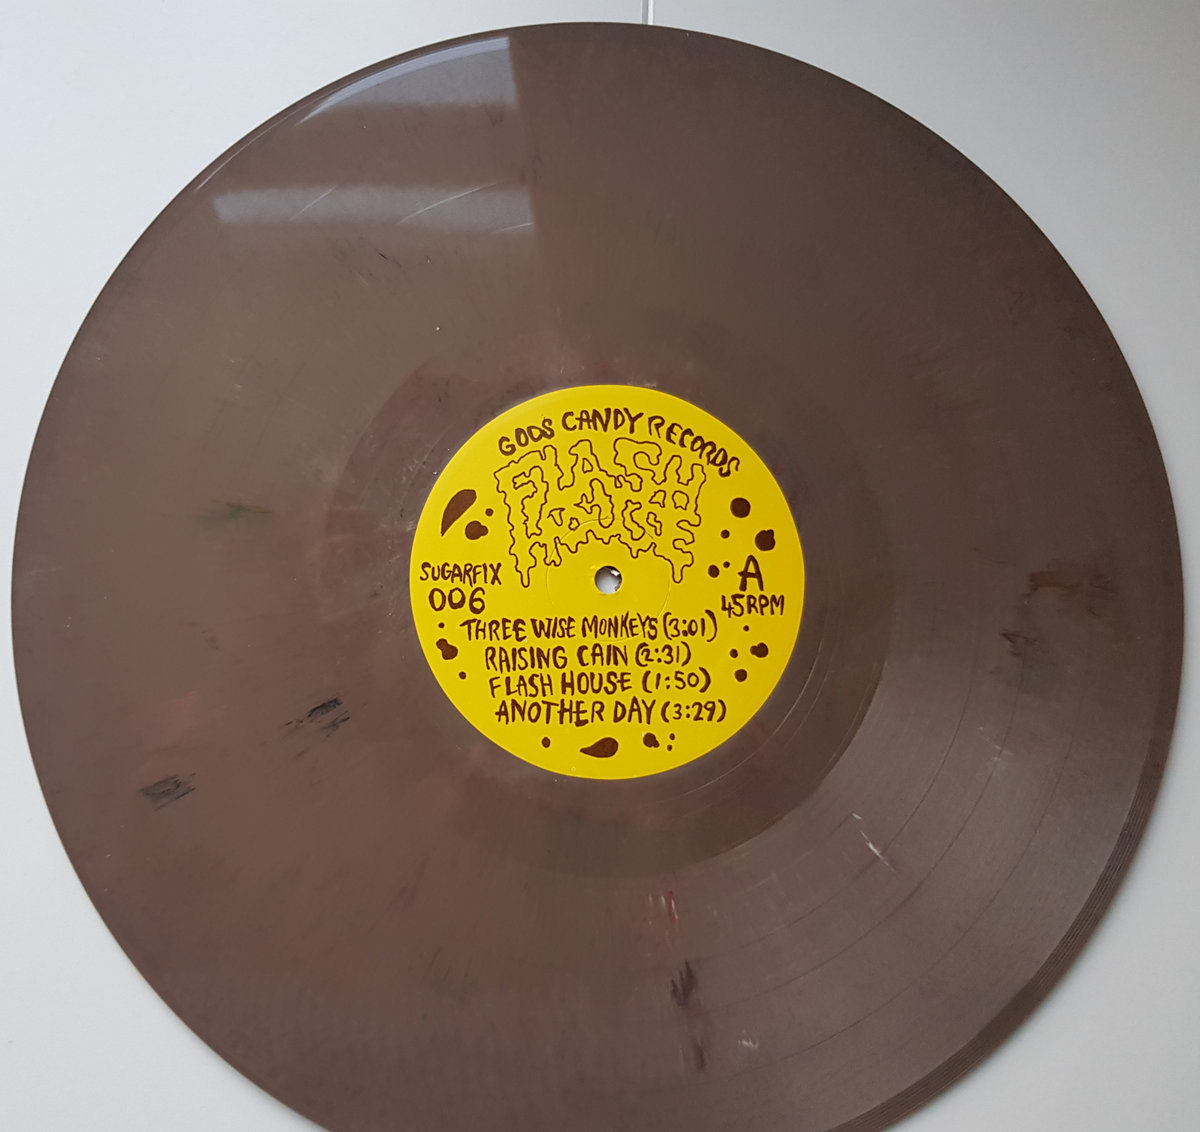 GODS CANDY RECORDS
FLASH
HOUSE
SUGARFIX
006
A
45RPM
THREE WISE MONKEYS (3:01)
RAISING CAIN (2:31)
FLASH HOUSE (1:50)
ANOTHER DAY (3:29)